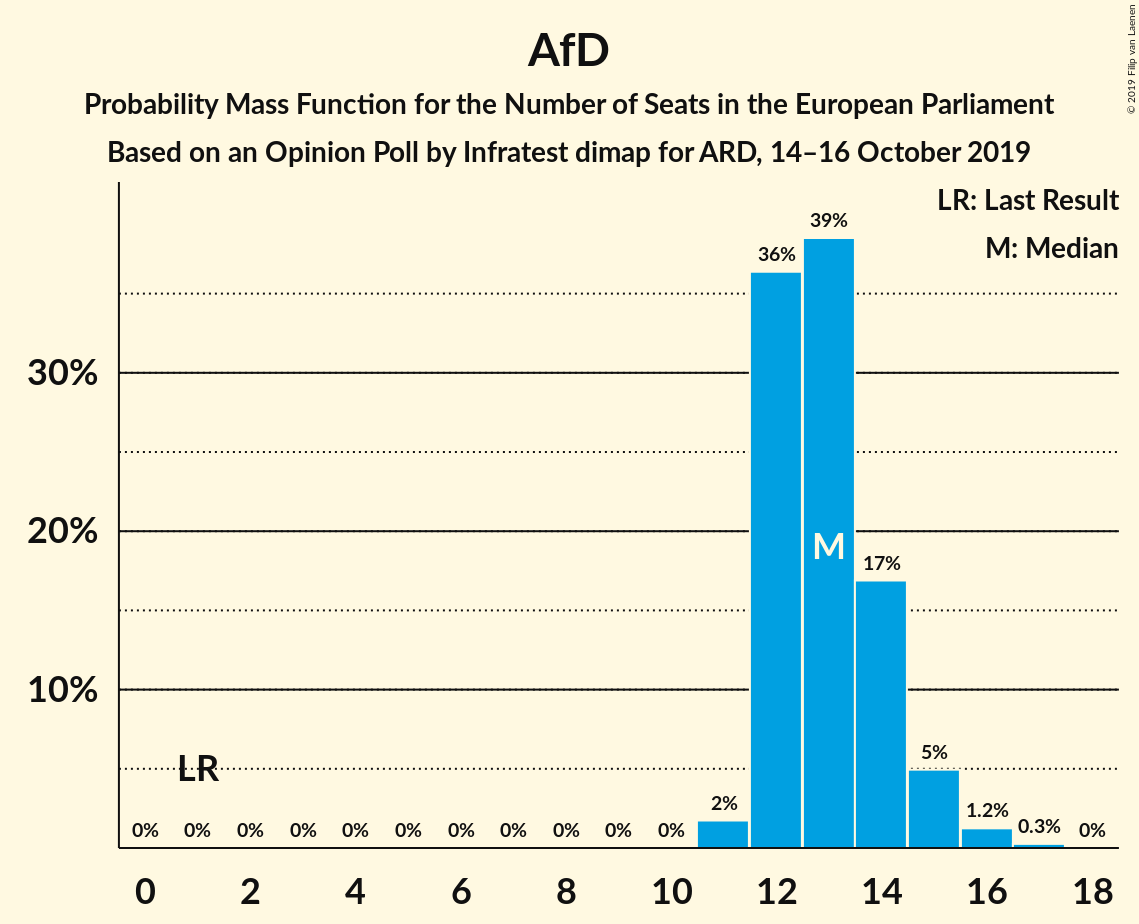 AfD
Probability Mass Function for the Number of Seats in the European Parliament
Based on an Opinion Poll by Infratest dimap for ARD, 14–16 October 2019
© 2019 Filip van Laenen
LR: Last Result
M: Median
39%
36%
30%
20%
M
17%
10%
LR
5%
2%
0% 0% 0% 0% 0% 0% 0% 0% 0% 0% 0% 1.2% 0.3% 0%
0 2 4 6 8 10 12 14 16 18